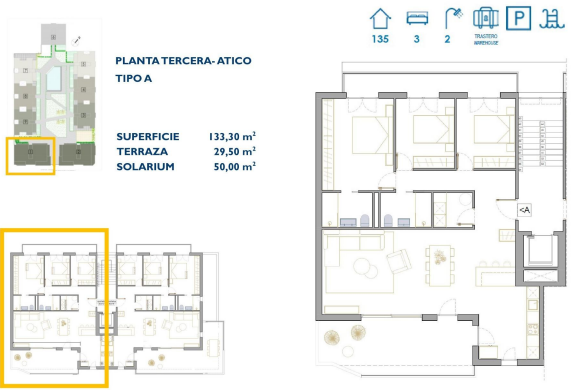 135
3
2
TRASTERO
WAREHOUSE
P
PLANTA TERCERA- ATICO
TIPO A
SUPERFICIE 133,30 m²
TERRAZA 29,50 m²
SOLARIUM 50,00 m²
<A